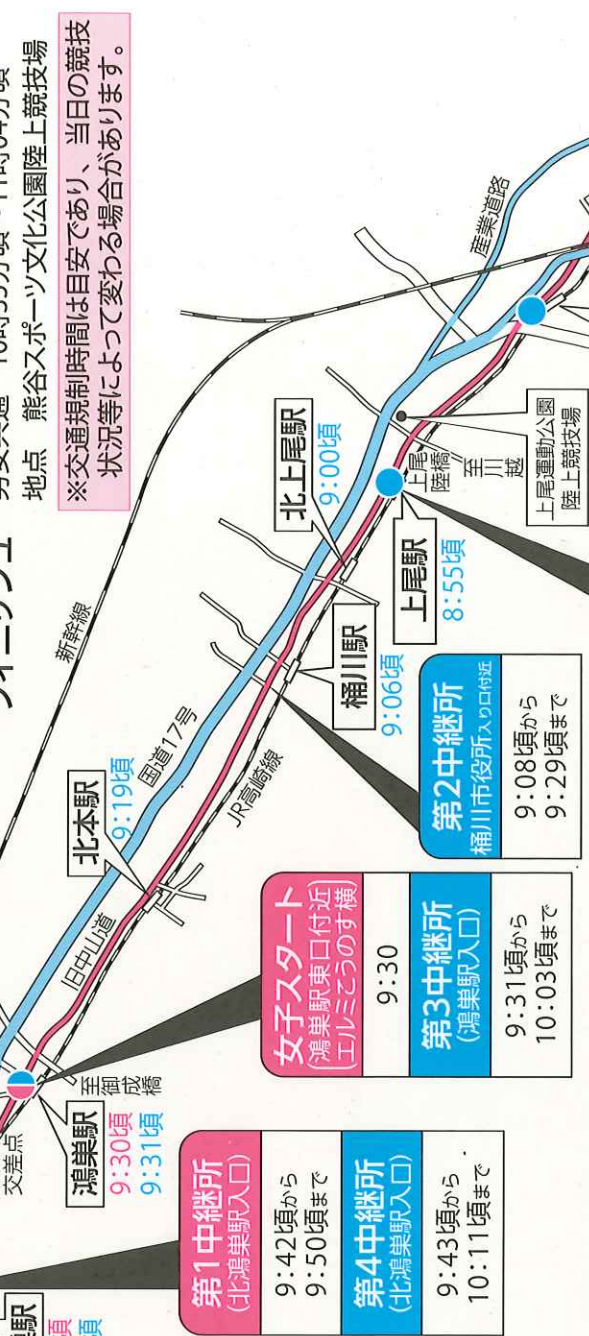 フィニッシュ
地点 熊谷スポーツ文化公園陸上競技場
※交通規制時間は目安であり、当日の競技
状況等によって変わる場合があります。
新幹線
産業道路
北上尾駅
9:00頃
上尾陸橋
至川越
上尾運動公園
陸上競技場
上尾駅
8:55頃
桶川駅
9:06頃
国道17号
JR高崎線
北本駅
9:19頃
旧中山道
第2中継所
桶川市役所入り口付近
9:08頃から
9:29頃まで
女子スタート
鴻巣駅東口付近
エルミこうのす横
9:30
第3中継所
(鴻巣駅入口)
9:31頃から
10:03頃まで
至御成橋
交差点
鴻巣駅
9:30頃
9:31頃
第1中継所
(北鴻巣駅入口)
9:42頃から
9:50頃まで
第4中継所
(北鴻巣駅入口)
9:43頃から
10:11頃まで
駅
頃
頃